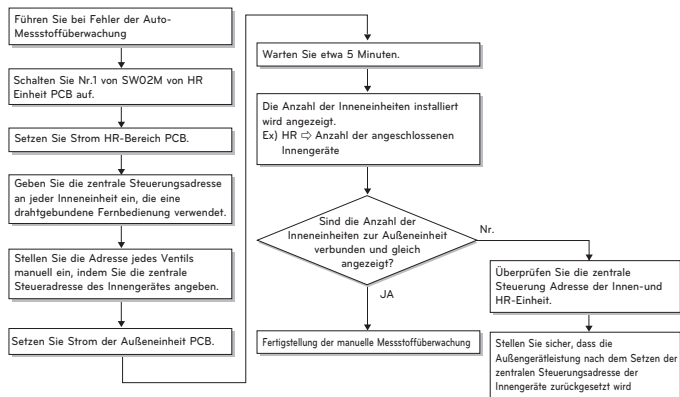 Führen Sie bei Fehler der Auto-
Messstoffüberwachung
Schalten Sie Nr.1 von SW02M von HR
Einheit PCB auf.
Setzen Sie Strom HR-Bereich PCB.
Geben Sie die zentrale Steuerungsadresse
an jeder Inneneinheit ein, die eine
drahtgebundene Fernbedienung verwendet.
Stellen Sie die Adresse jedes Ventils
manuell ein, indem Sie die zentrale
Steueradresse des Innengerätes angeben.
Setzen Sie Strom der Außeneinheit PCB.
Warten Sie etwa 5 Minuten.
Die Anzahl der Inneneinheiten installiert
wird angezeigt.
Ex) HR ⇨ Anzahl der angeschlossenen
Innengeräte
Sind die Anzahl der
Inneneinheiten zur Außeneinheit
verbunden und gleich
angezeigt?
Nr.
JA
Fertigstellung der manuelle Messstoffüberwachung
Überprüfen Sie die zentrale
Steuerung Adresse der Innen-und
HR-Einheit.
Stellen Sie sicher, dass die
Außengerätleistung nach dem Setzen der
zentralen Steuerungsadresse der
Innengeräte zurückgesetzt wird